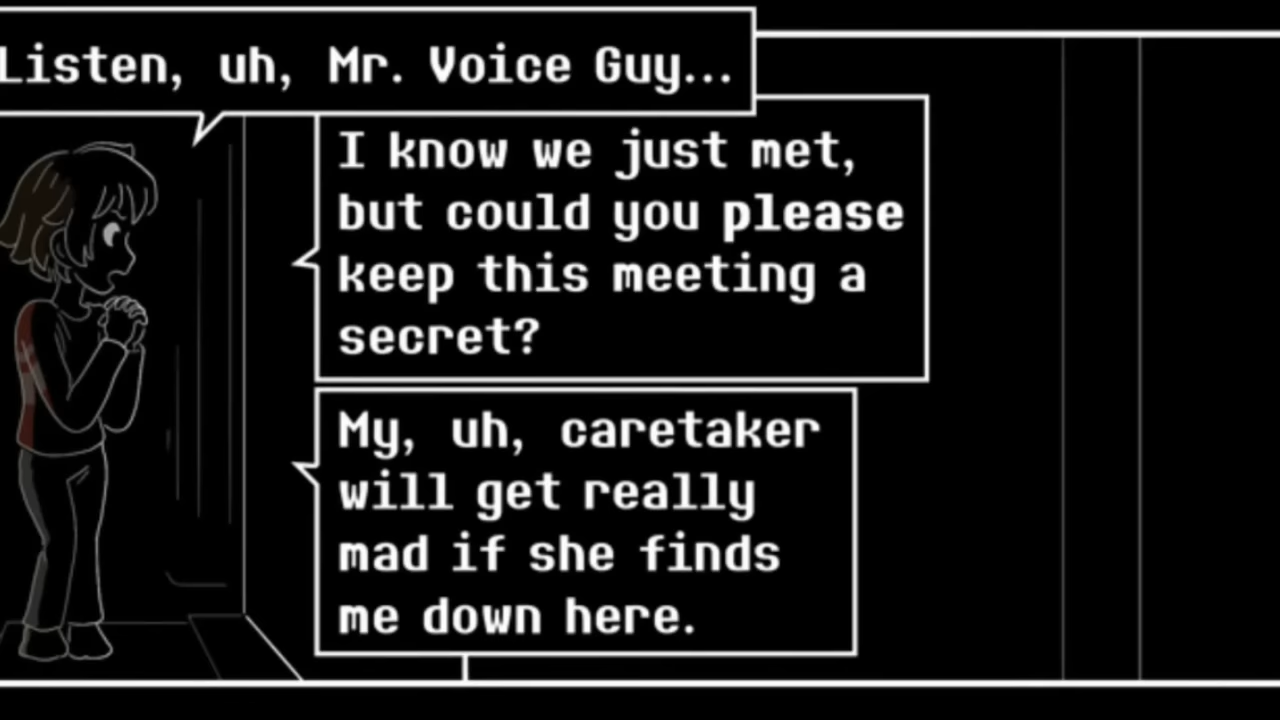 Listen, uh, Mr. Voice Guy...
I know we just met,
but could you please
keep this meeting a
secret?
My, uh, caretaker
will get really
mad if she finds
me down here.